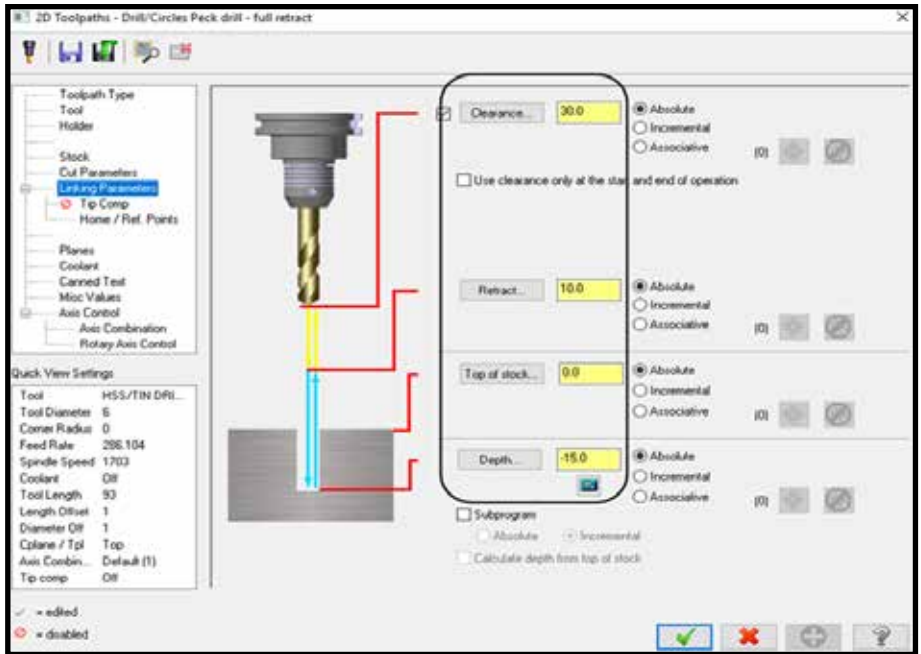 2D Toolpaths - Drill/Circles Peck drill - full retract
Toolpath Type
Tool
Holder
Stock
Cut Parameters
Linking Parameters
Tip Comp
Home / Ref. Points
Planes
Coolant
Canned Text
Misc Values
Axis Control
Axis Combination
Rotary Axis Control
Quick View Settings
Tool HSS/TIN DRI...
Tool Diameter 6
Corner Radius 0
Feed Rate 286.104
Spindle Speed 1703
Coolant Off
Tool Length 93
Length Offset 1
Diameter Off 1
Cplane / Tpl Top
Axis Combin... Default (1)
Tip comp Off
= edited
= disabled
Clearance... 30.0
Absolute
Incremental
Associative (0)
Use clearance only at the start and end of operation
Retract... 10.0
Absolute
Incremental
Associative (0)
Top of stock... 0.0
Absolute
Incremental
Associative (0)
Depth... -15.0
Absolute
Incremental
Associative (0)
Subprogram
Absolute Incremental
Calculate depth from top of stock